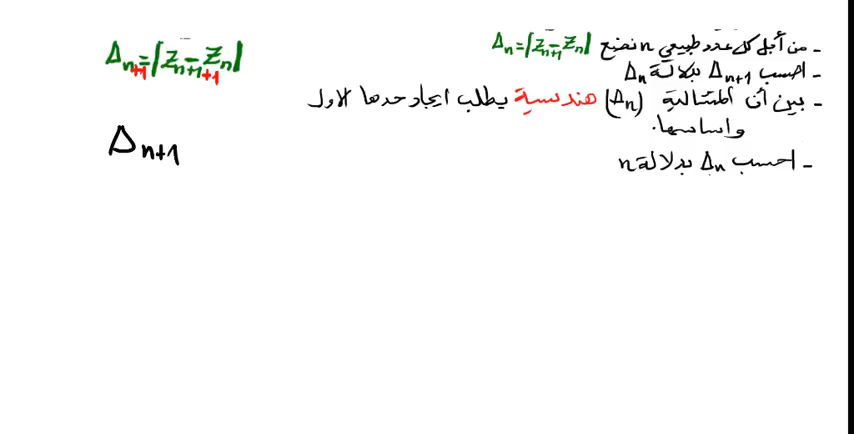 - من أجل كل عدد طبيعي n نضع Δn=|Zn+1-Zn|
- احسب Δn+1 بدلالة Δn
- بين أن المتتالية (Δn) هندسية يطلب ايجاد حدها الاول
واساسها.
- احسب Δn بدلالة n
Δn+1=|Zn+1+1-Zn+1|
Δn+1